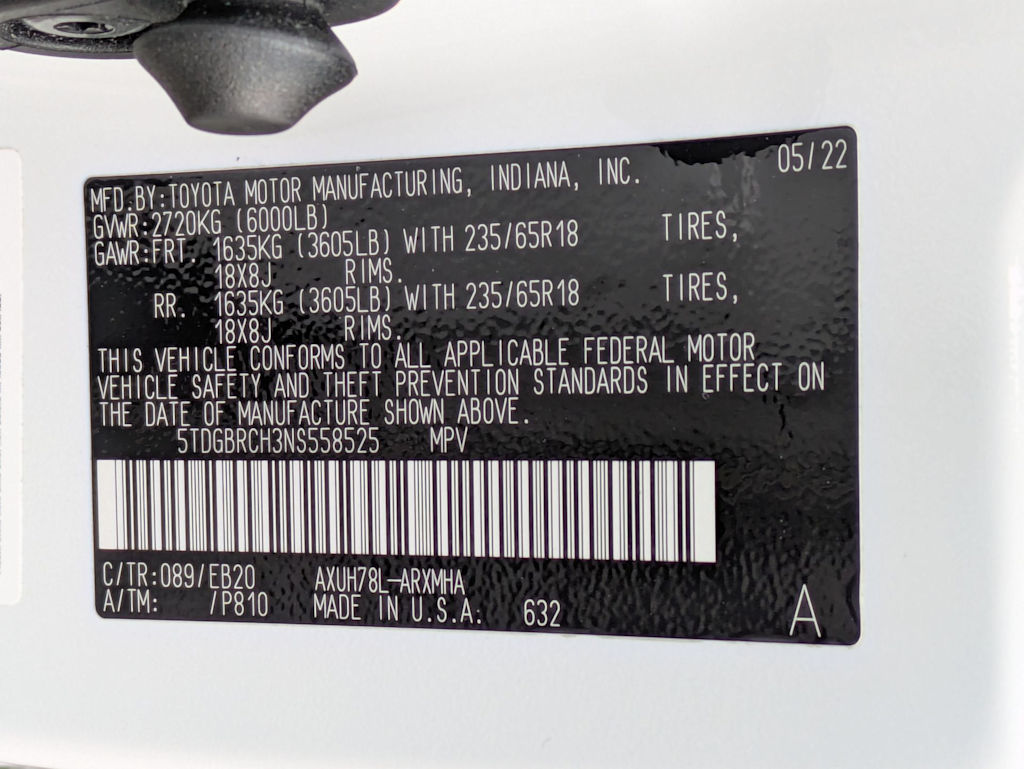 05/22
MFD.BY:TOYOTA MOTOR MANUFACTURING, INDIANA, INC.
GVWR:2720KG (6000LB)
GAWR:FRT. 1635KG (3605LB) WITH 235/65R18 TIRES,
18X8J RIMS.
RR. 1635KG (3605LB) WITH 235/65R18 TIRES,
18X8J RIMS.
THIS VEHICLE CONFORMS TO ALL APPLICABLE FEDERAL MOTOR
VEHICLE SAFETY AND THEFT PREVENTION STANDARDS IN EFFECT ON
THE DATE OF MANUFACTURE SHOWN ABOVE.
5TDGBRCH3NS558525 MPV
C/TR:089/EB20 AXUH78L-ARXMHA
A/TM: /P810 MADE IN U.S.A. 632 A